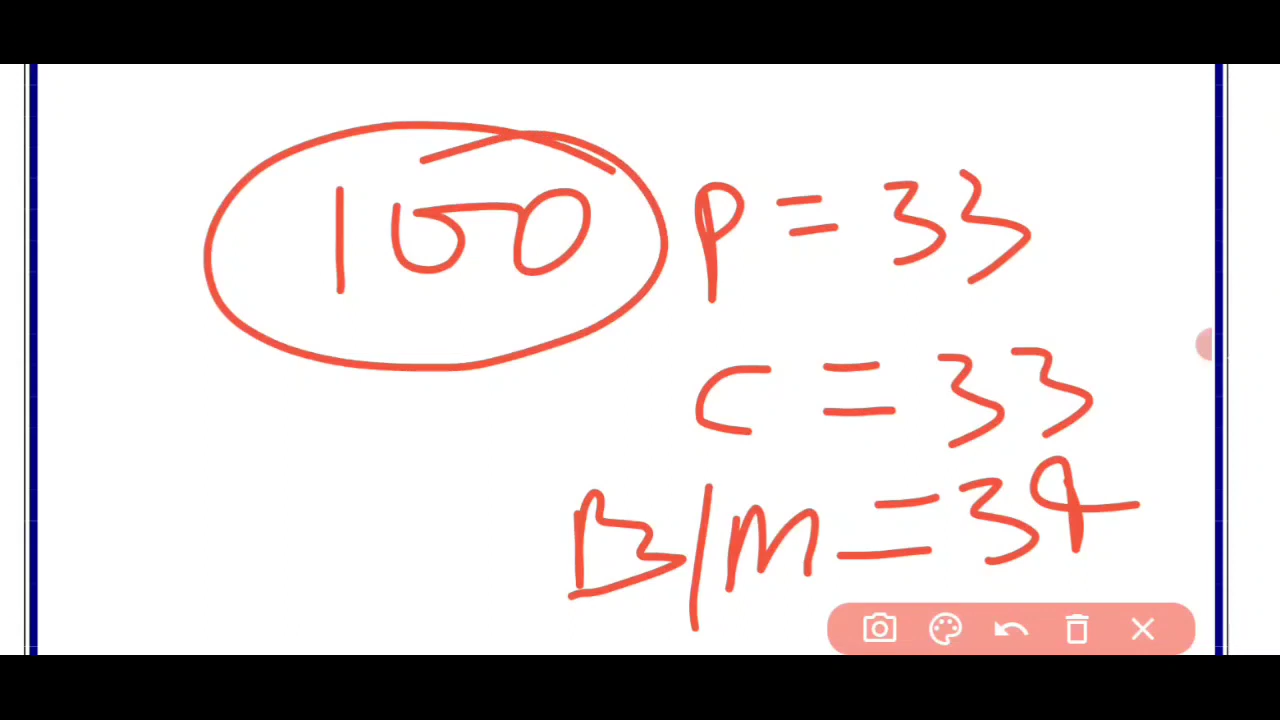 100 P = 33
C = 33
B/M = 34